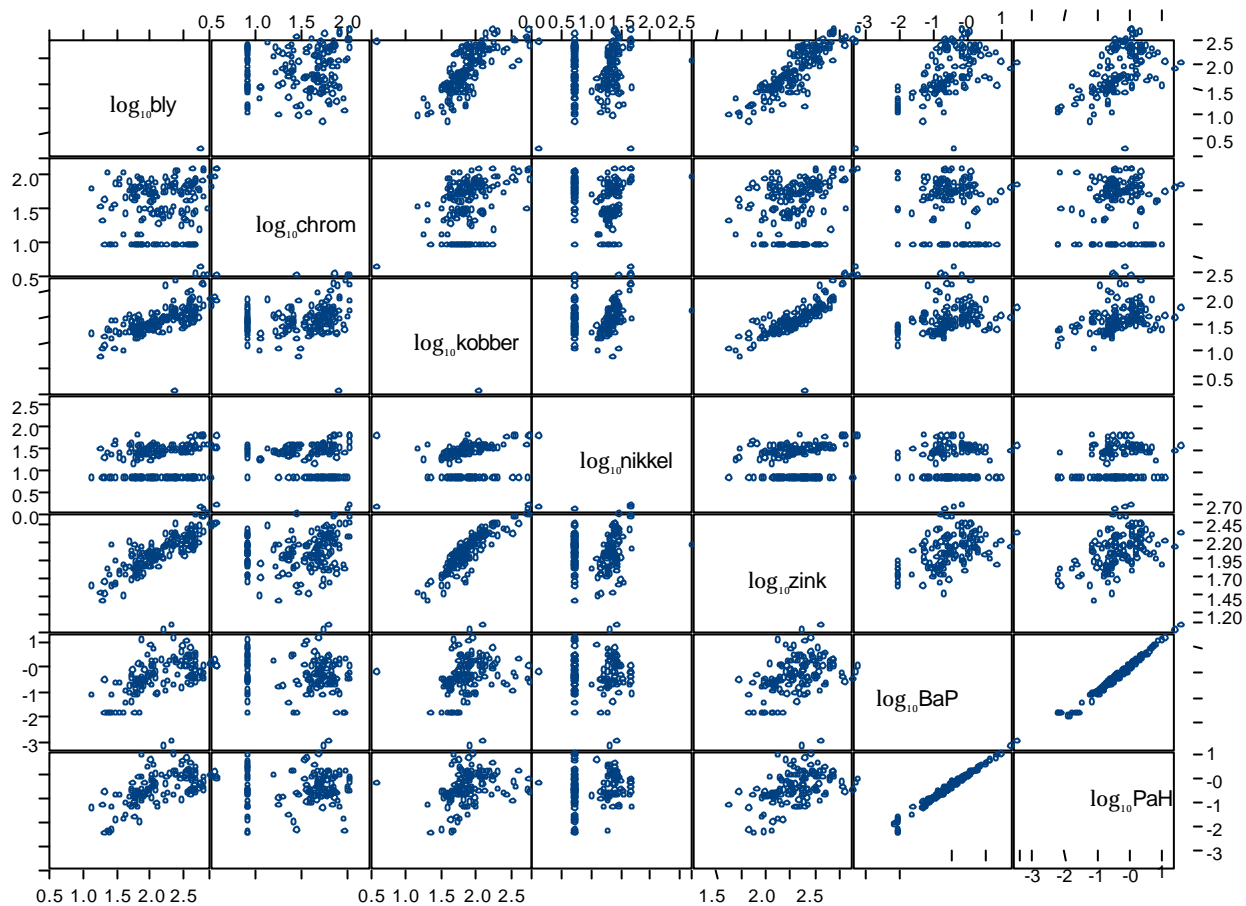 0.5 1.0 1.5 2.0 0.0 0.5 1.0 1.5 2.0 2.5 -3 -2 -1 -0 1
log₁₀bly 2.5
2.0
1.5
1.0
0.5
2.0
1.5 log₁₀chrom
1.0
0.5 2.5
2.0
log₁₀kobber 1.5
1.0
0.5
2.5
2.0
1.5 log₁₀nikkel
1.0
0.5
0.0 2.70
2.45
2.20
1.95
log₁₀zink 1.70
1.45
1.20
1
-0
-1 log₁₀BaP
-2
-3
1
-0
log₁₀PaH -1
-2
-3
-3 -2 -1 -0 1
0.5 1.0 1.5 2.0 2.5 0.5 1.0 1.5 2.0 2.5 1.5 2.0 2.5